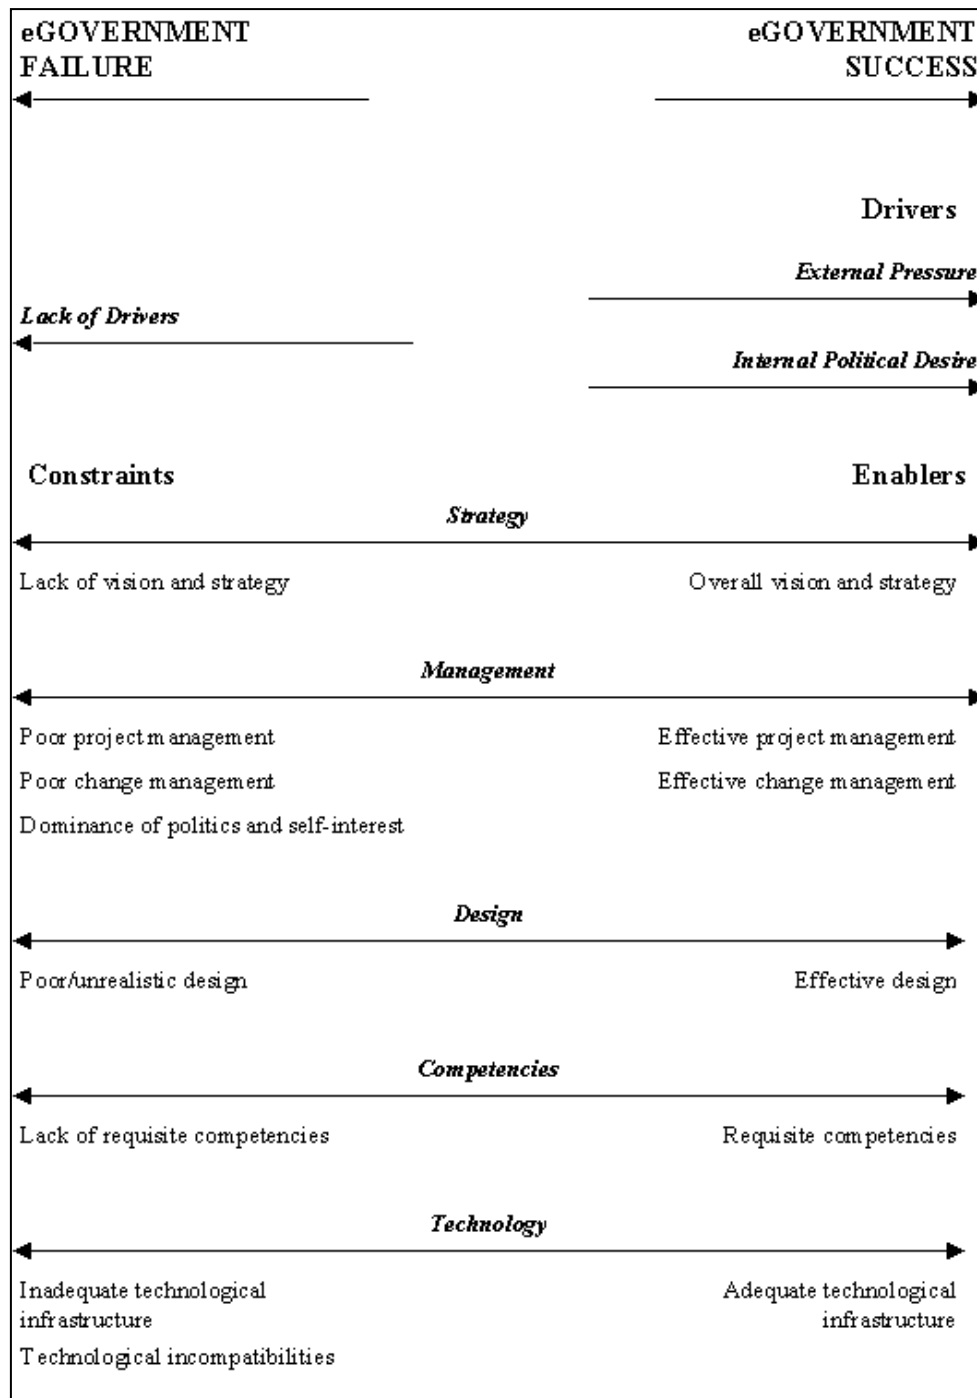 eGOVERNMENT FAILURE
eGOVERNMENT SUCCESS
Drivers
External Pressure
Lack of Drivers
Internal Political Desire
Constraints
Enablers
Strategy
Lack of vision and strategy
Overall vision and strategy
Management
Poor project management
Effective project management
Poor change management
Effective change management
Dominance of politics and self-interest
Design
Poor/unrealistic design
Effective design
Competencies
Lack of requisite competencies
Requisite competencies
Technology
Inadequate technological
infrastructure
Adequate technological
infrastructure
Technological incompatibilities